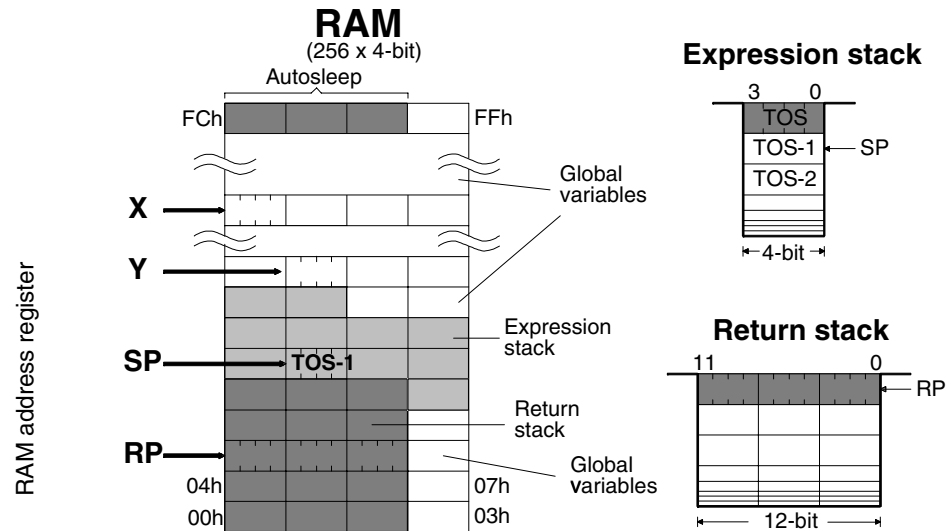 RAM
(256 x 4-bit)
Autosleep
FCh
FFh
Global
variables
X
Y
Expression
stack
SP
TOS-1
Return
stack
RP
Global
variables
04h
07h
00h
03h
RAM address register
Expression stack
3 0
TOS
TOS-1
SP
TOS-2
4-bit
Return stack
11 0
RP
12-bit